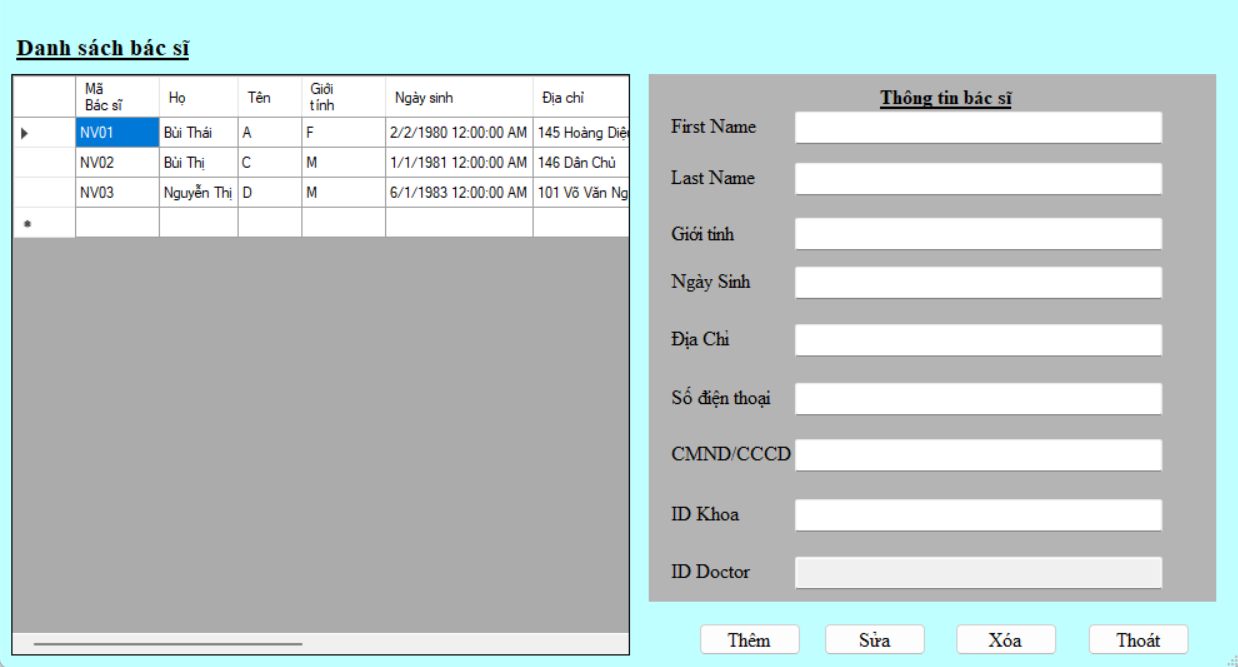 Danh sách bác sĩ
Mã
Bác sĩ
Họ
Tên
Giới
tính
Ngày sinh
Địa chỉ
NV01 Bùi Thái A F 2/2/1980 12:00:00 AM 145 Hoàng Diệu
NV02 Bùi Thị C M 1/1/1981 12:00:00 AM 146 Dân Chủ
NV03 Nguyễn Thị D M 6/1/1983 12:00:00 AM 101 Võ Văn Ng
Thông tin bác sĩ
First Name
Last Name
Giới tính
Ngày Sinh
Địa Chỉ
Số điện thoại
CMND/CCCD
ID Khoa
ID Doctor
Thêm Sửa Xóa Thoát